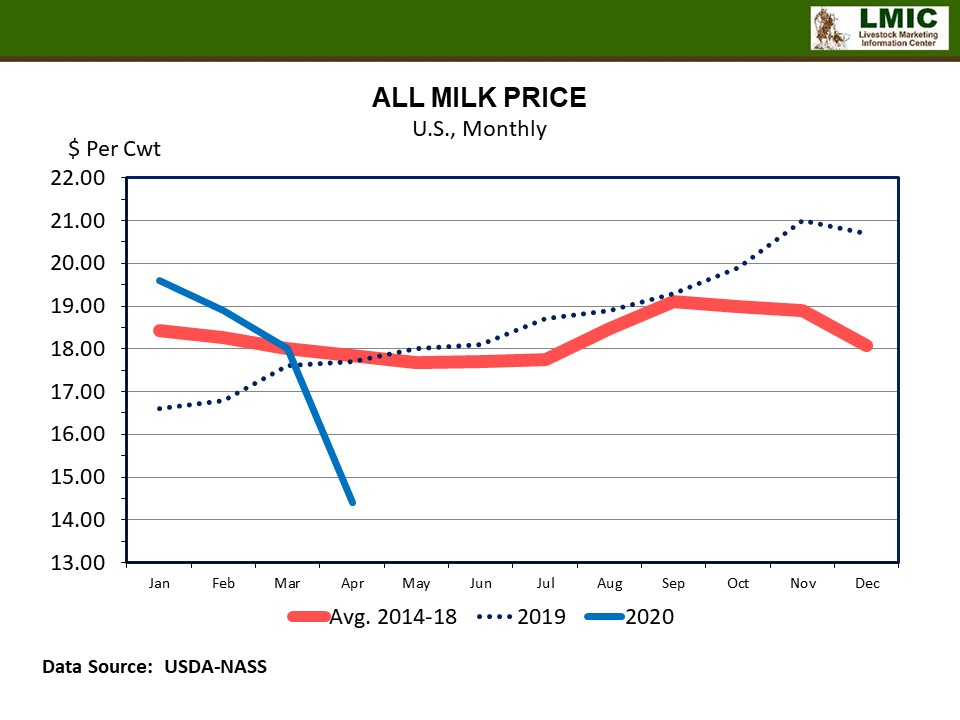 LMIC
Livestock Marketing
Information Center
ALL MILK PRICE
U.S., Monthly
$ Per Cwt
22.00
21.00
20.00
19.00
18.00
17.00
16.00
15.00
14.00
13.00
Jan Feb Mar Apr May Jun Jul Aug Sep Oct Nov Dec
Avg. 2014-18 2019 2020
Data Source: USDA-NASS